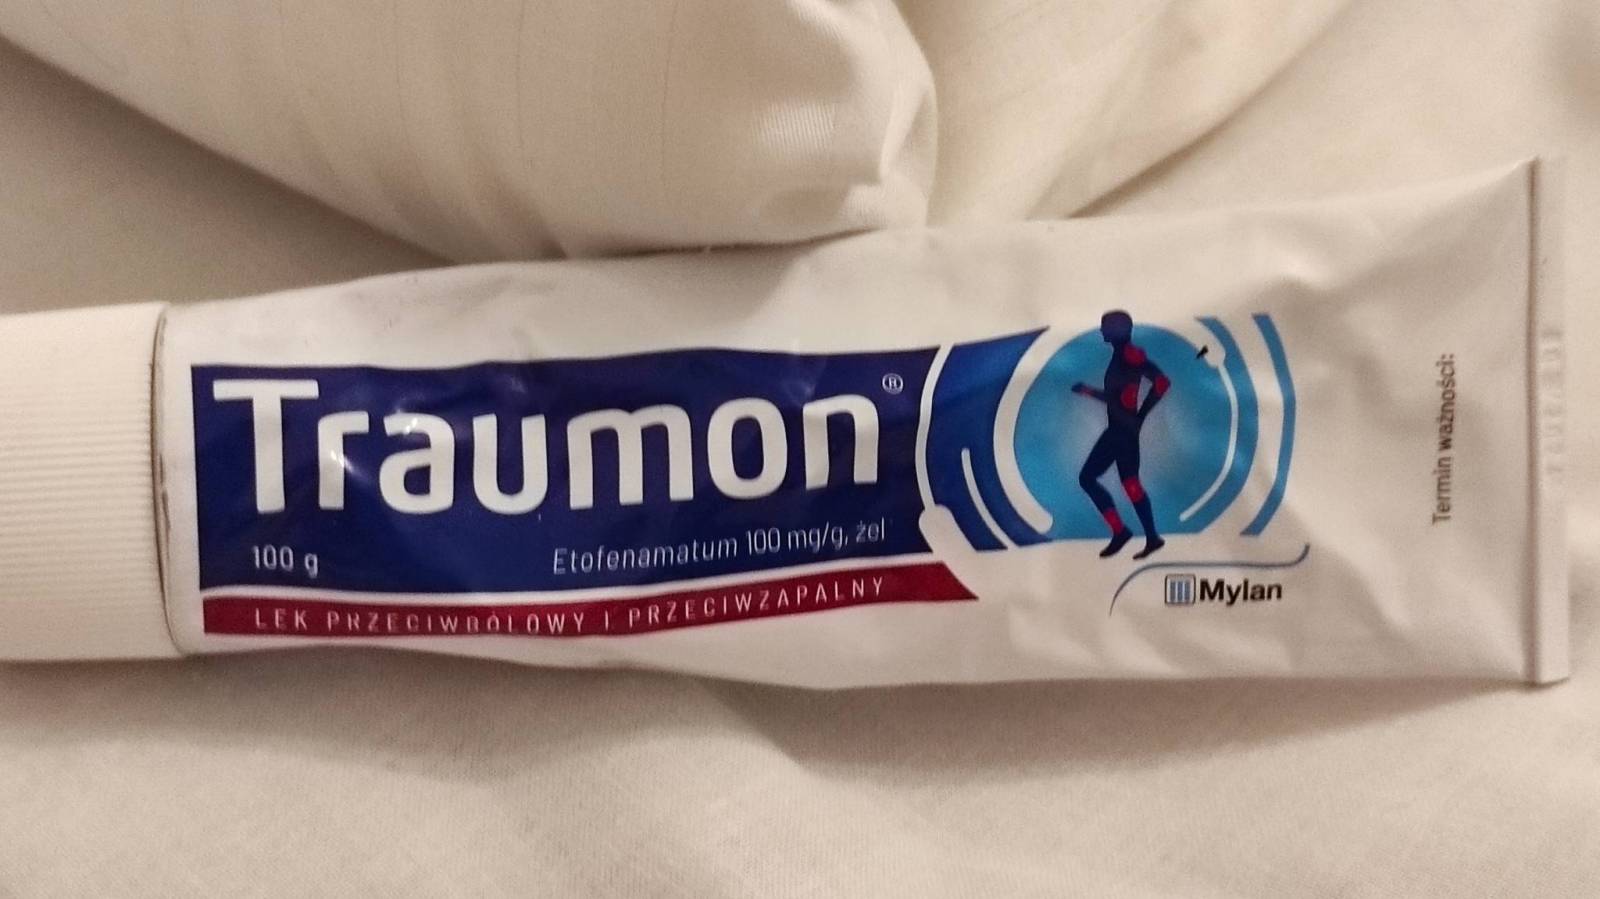 Traumon®
100 g
Etofenamatum 100 mg/g, żel
LEK PRZECIWBÓLOWY I PRZECIWZAPALNY
Mylan
Termin ważności: